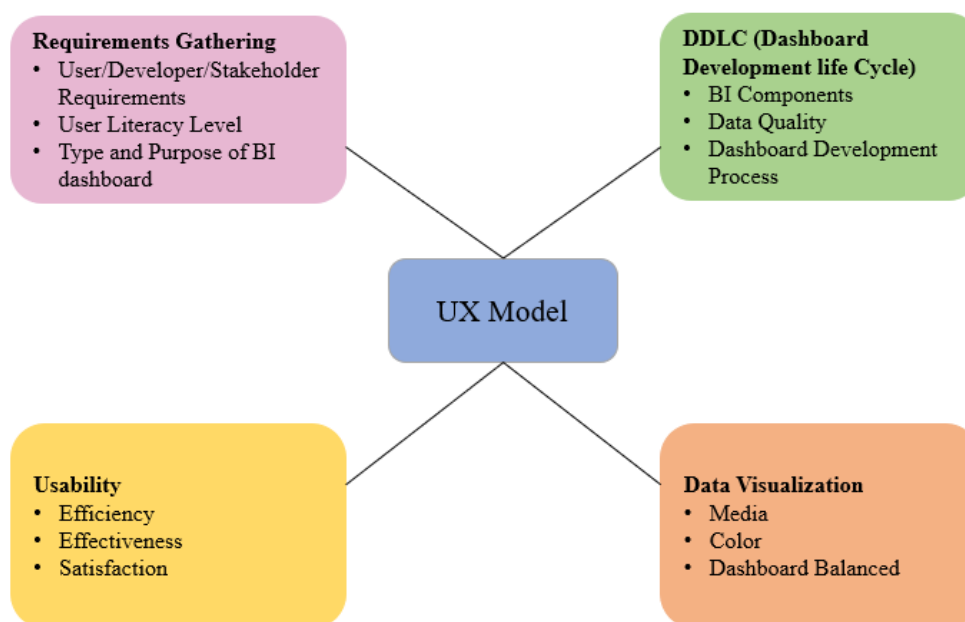 Requirements Gathering
• User/Developer/Stakeholder
Requirements
• User Literacy Level
• Type and Purpose of BI
dashboard
DDLC (Dashboard
Development life Cycle)
• BI Components
• Data Quality
• Dashboard Development
Process
UX Model
Usability
• Efficiency
• Effectiveness
• Satisfaction
Data Visualization
• Media
• Color
• Dashboard Balanced